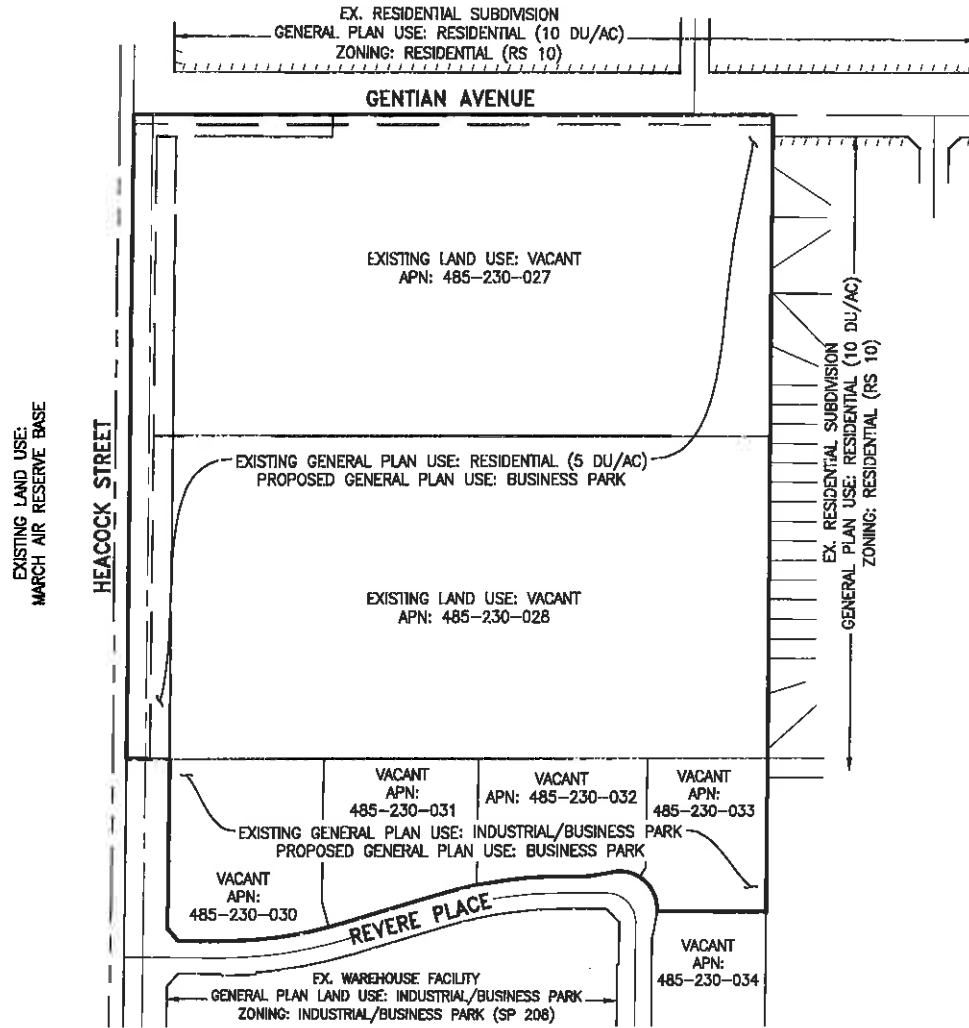 EX. RESIDENTIAL SUBDIVISION
GENERAL PLAN USE: RESIDENTIAL (10 DU/AC)
ZONING: RESIDENTIAL (RS 10)
GENTIAN AVENUE
EXISTING LAND USE: VACANT
APN: 485-230-027
EXISTING LAND USE:
MARCH AIR RESERVE BASE
HEACOCK STREET
EXISTING GENERAL PLAN USE: RESIDENTIAL (5 DU/AC)
PROPOSED GENERAL PLAN USE: BUSINESS PARK
EX. RESIDENTIAL SUBDIVISION
GENERAL PLAN USE: RESIDENTIAL (10 DU/AC)
ZONING: RESIDENTIAL (RS 10)
EXISTING LAND USE: VACANT
APN: 485-230-028
VACANT
APN:
485-230-031
VACANT
APN: 485-230-032
VACANT
APN:
485-230-033
EXISTING GENERAL PLAN USE: INDUSTRIAL/BUSINESS PARK
PROPOSED GENERAL PLAN USE: BUSINESS PARK
VACANT
APN:
485-230-030
REVERE PLACE
VACANT
APN:
485-230-034
EX. WAREHOUSE FACILITY
GENERAL PLAN LAND USE: INDUSTRIAL/BUSINESS PARK
ZONING: INDUSTRIAL/BUSINESS PARK (SP 208)